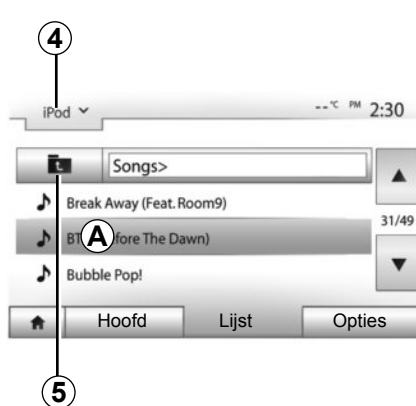 4
iPod --°C PM 2:30
Songs>
Break Away (Feat. Room9)
31/49
A fore The Dawn)
Bubble Pop!
Hoofd Lijst Opties
5